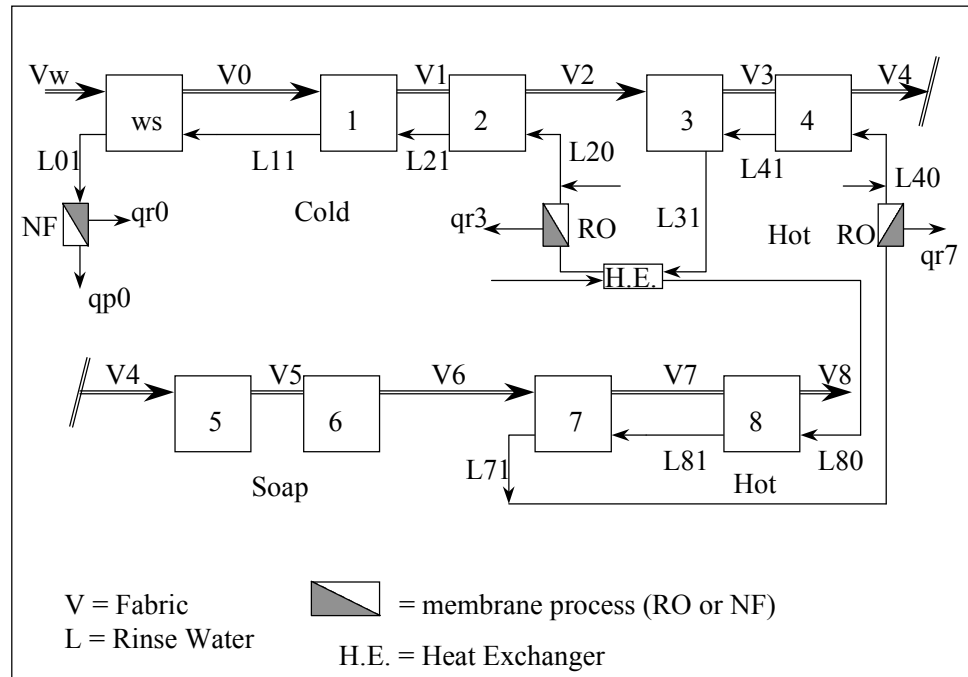 Vw V0 V1 V2 V3 V4
ws 1 2 3 4
L01 L11 L21 L20 L41 L40
NF qr0 Cold qr3 RO L31 Hot RO qr7
H.E.
qp0
V4 V5 V6 V7 V8
5 6 7 8
L71 L81 L80
Soap Hot
V = Fabric
= membrane process (RO or NF)
L = Rinse Water
H.E. = Heat Exchanger